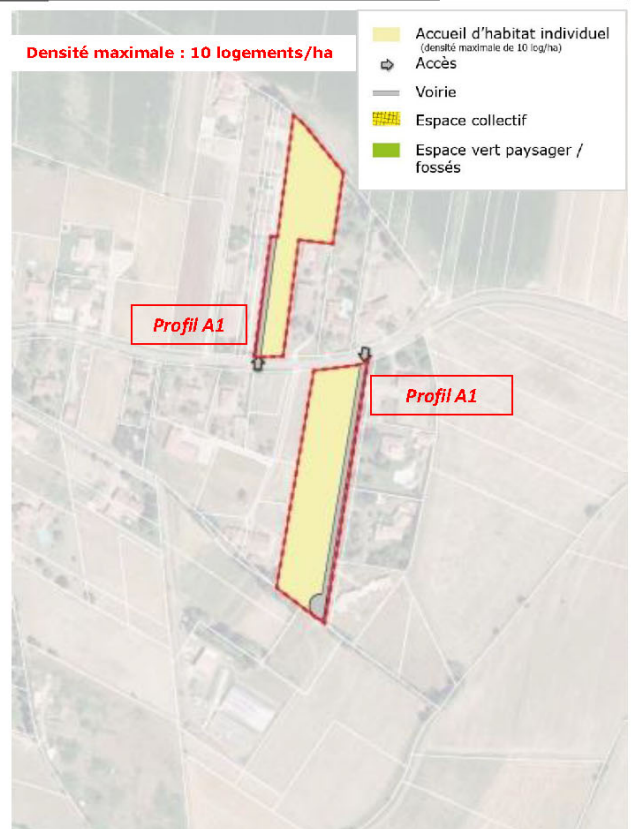 Densité maximale : 10 logements/ha
Accueil d'habitat individuel
(densité maximale de 10 log/ha)
Accès
Voirie
Espace collectif
Espace vert paysager /
fossés
Profil A1
Profil A1